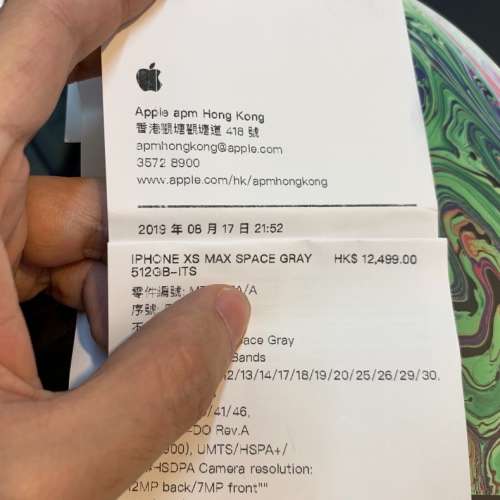 Apple apm Hong Kong
香港觀塘觀塘道 418 號
apmhongkong@apple.com
3572 8900
www.apple.com/hk/apmhongkong
2019 年 06 月 17 日 21:52
IPHONE XS MAX SPACE GRAY HK$ 12,499.00
512GB-ITS
零件編號: /A
序號:
不
Space Gray
Bands
2/13/14/17/18/19/20/25/26/29/30,
/41/46,
-DO Rev.A
900), UMTS/HSPA+/
HSDPA Camera resolution:
12MP back/7MP front""